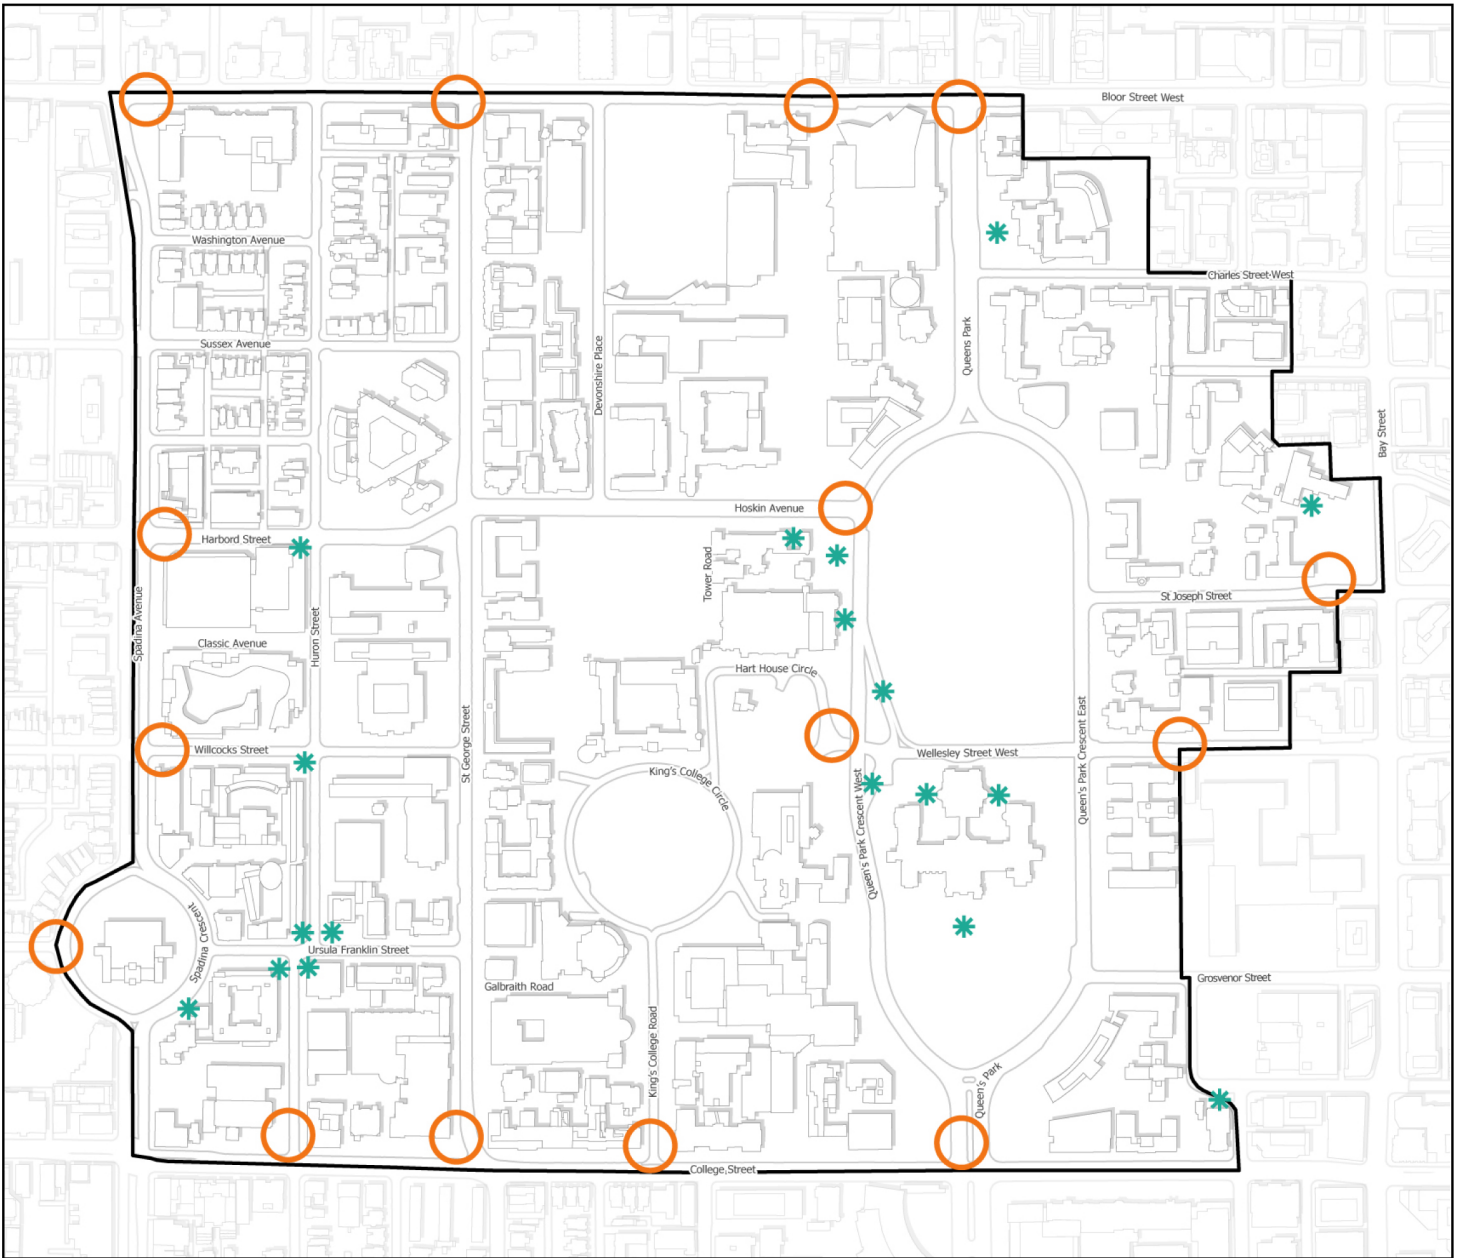 Bloor Street West
Washington Avenue
Charles Street West
Sussex Avenue
Devonshire Place
Queens Park
Bay Street
Hoskin Avenue
Harbord Street
Tower Road
St Joseph Street
Spadina Avenue
Huron Street
Classic Avenue
Hart House Circle
St George Street
Queen's Park Crescent East
Willcocks Street
Wellesley Street West
King's College Circle
Queen's Park Crescent West
Spadina Crescent
Ursula Franklin Street
Galbraith Road
Grosvenor Street
King's College Road
Queen's Park
College Street